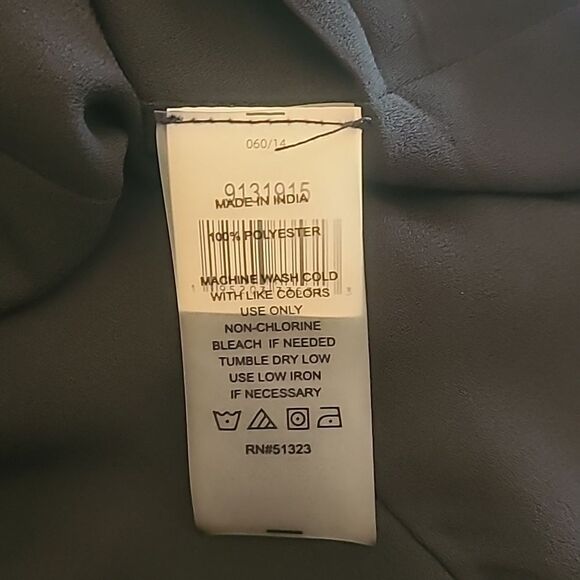 060/14
9131915
MADE IN INDIA
100% POLYESTER
MACHINE WASH COLD
WITH LIKE COLORS
USE ONLY
NON-CHLORINE
BLEACH IF NEEDED
TUMBLE DRY LOW
USE LOW IRON
IF NECESSARY
RN#51323